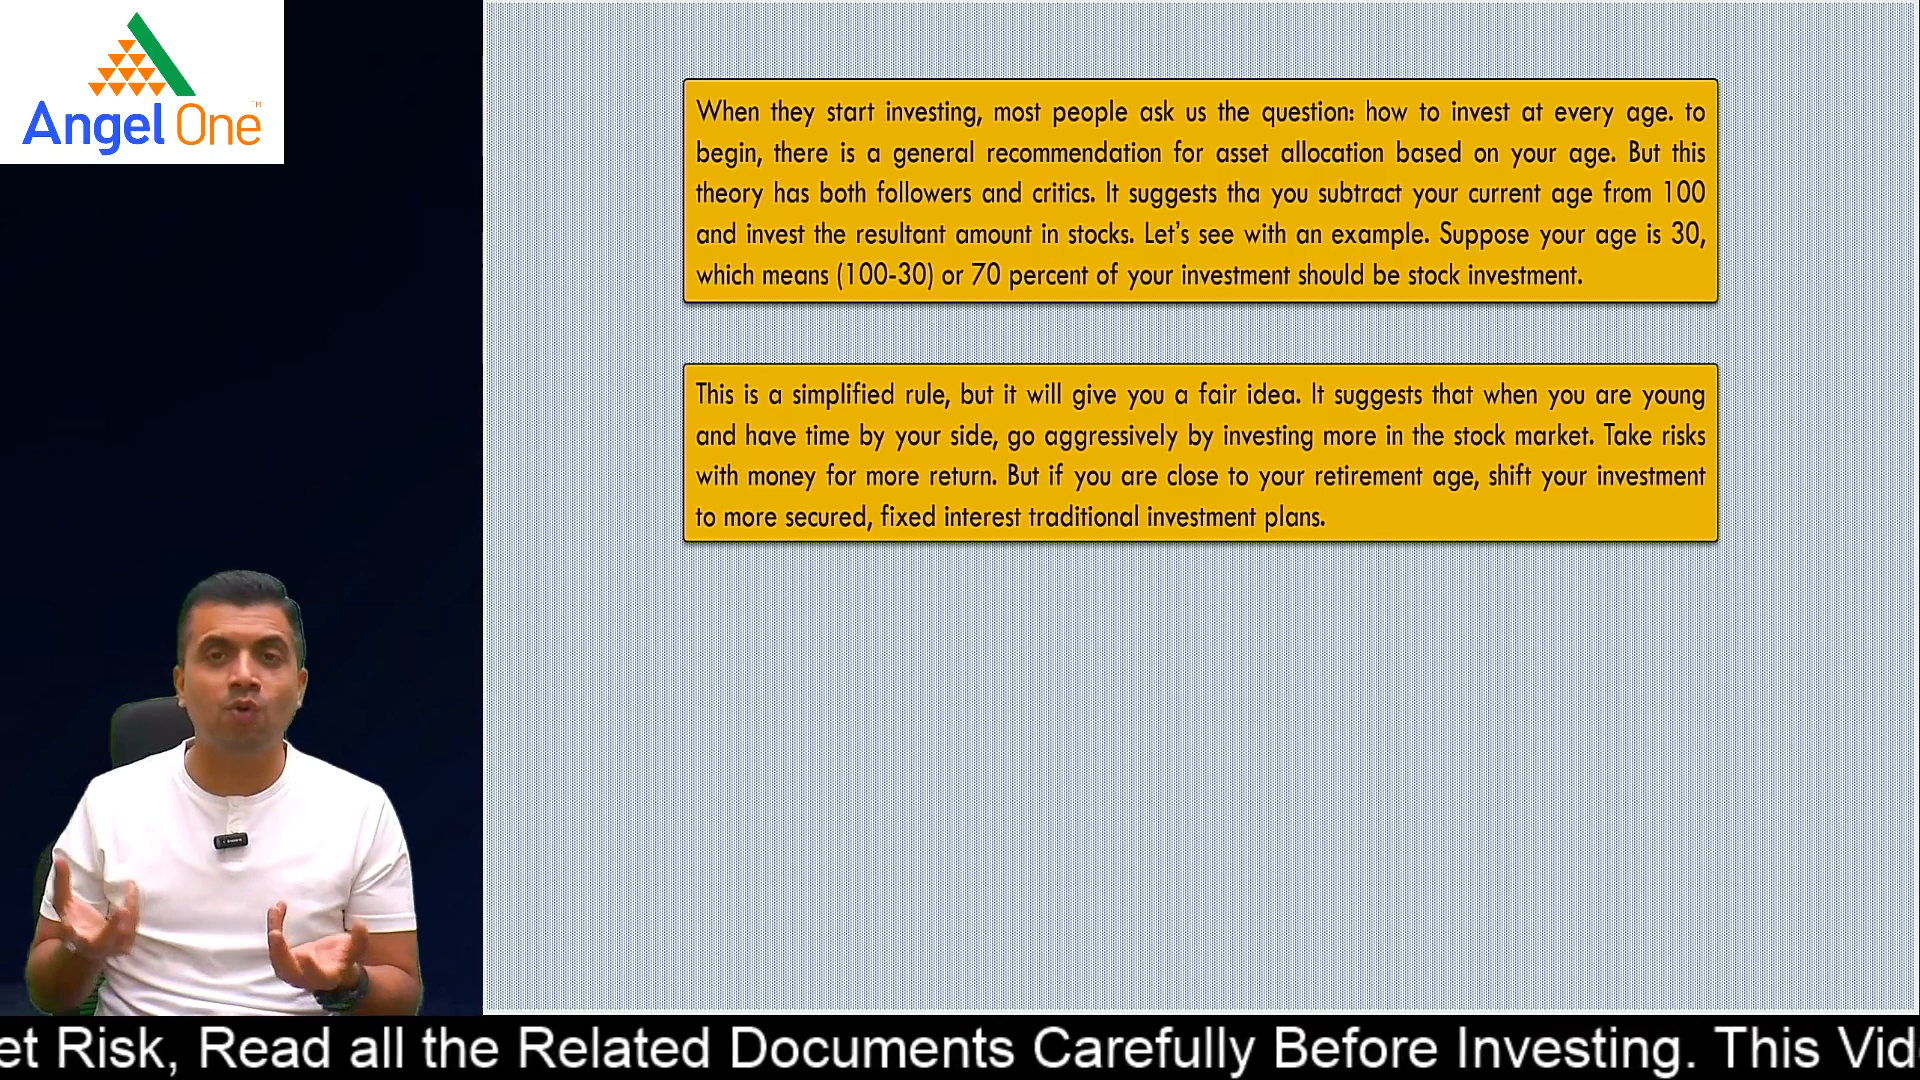 Angel One
TM
When they start investing, most people ask us the question: how to invest at every age. to
begin, there is a general recommendation for asset allocation based on your age. But this
theory has both followers and critics. It suggests tha you subtract your current age from 100
and invest the resultant amount in stocks. Let's see with an example. Suppose your age is 30,
which means (100-30) or 70 percent of your investment should be stock investment.
This is a simplified rule, but it will give you a fair idea. It suggests that when you are young
and have time by your side, go aggressively by investing more in the stock market. Take risks
with money for more return. But if you are close to your retirement age, shift your investment
to more secured, fixed interest traditional investment plans.
et Risk, Read all the Related Documents Carefully Before Investing. This Vid